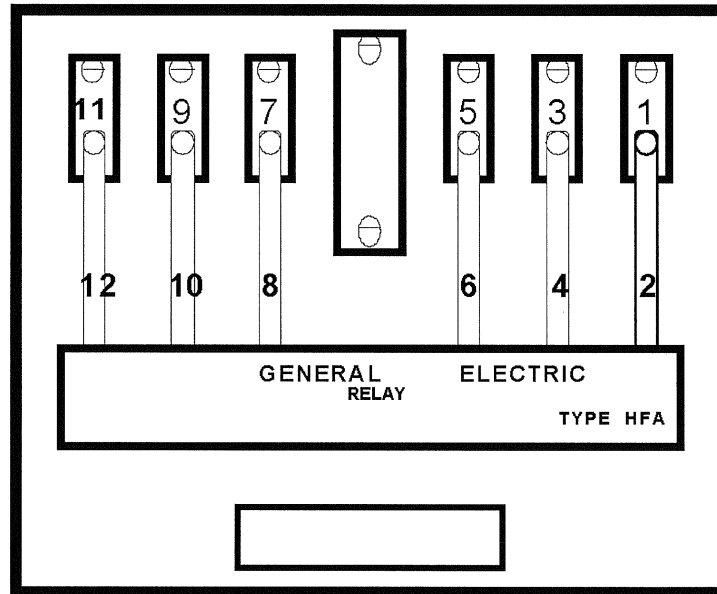 11 9 7 5 3 1
12 10 8 6 4 2
GENERAL ELECTRIC
RELAY
TYPE HFA